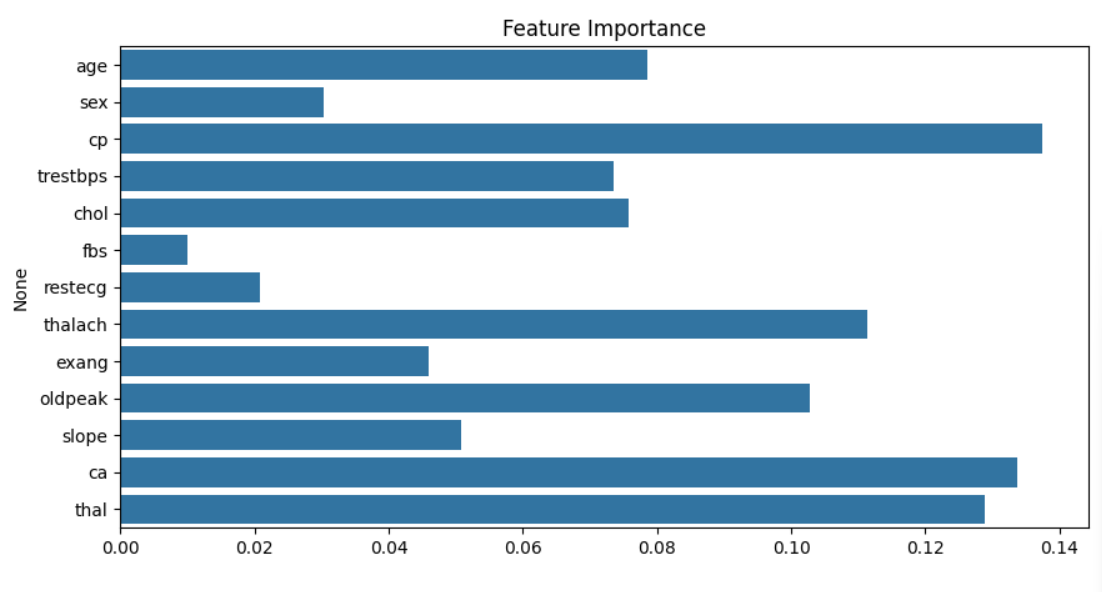 Feature Importance
age
sex
cp
trestbps
chol
fbs
restecg
thalach
exang
oldpeak
slope
ca
thal
None
0.00 0.02 0.04 0.06 0.08 0.10 0.12 0.14